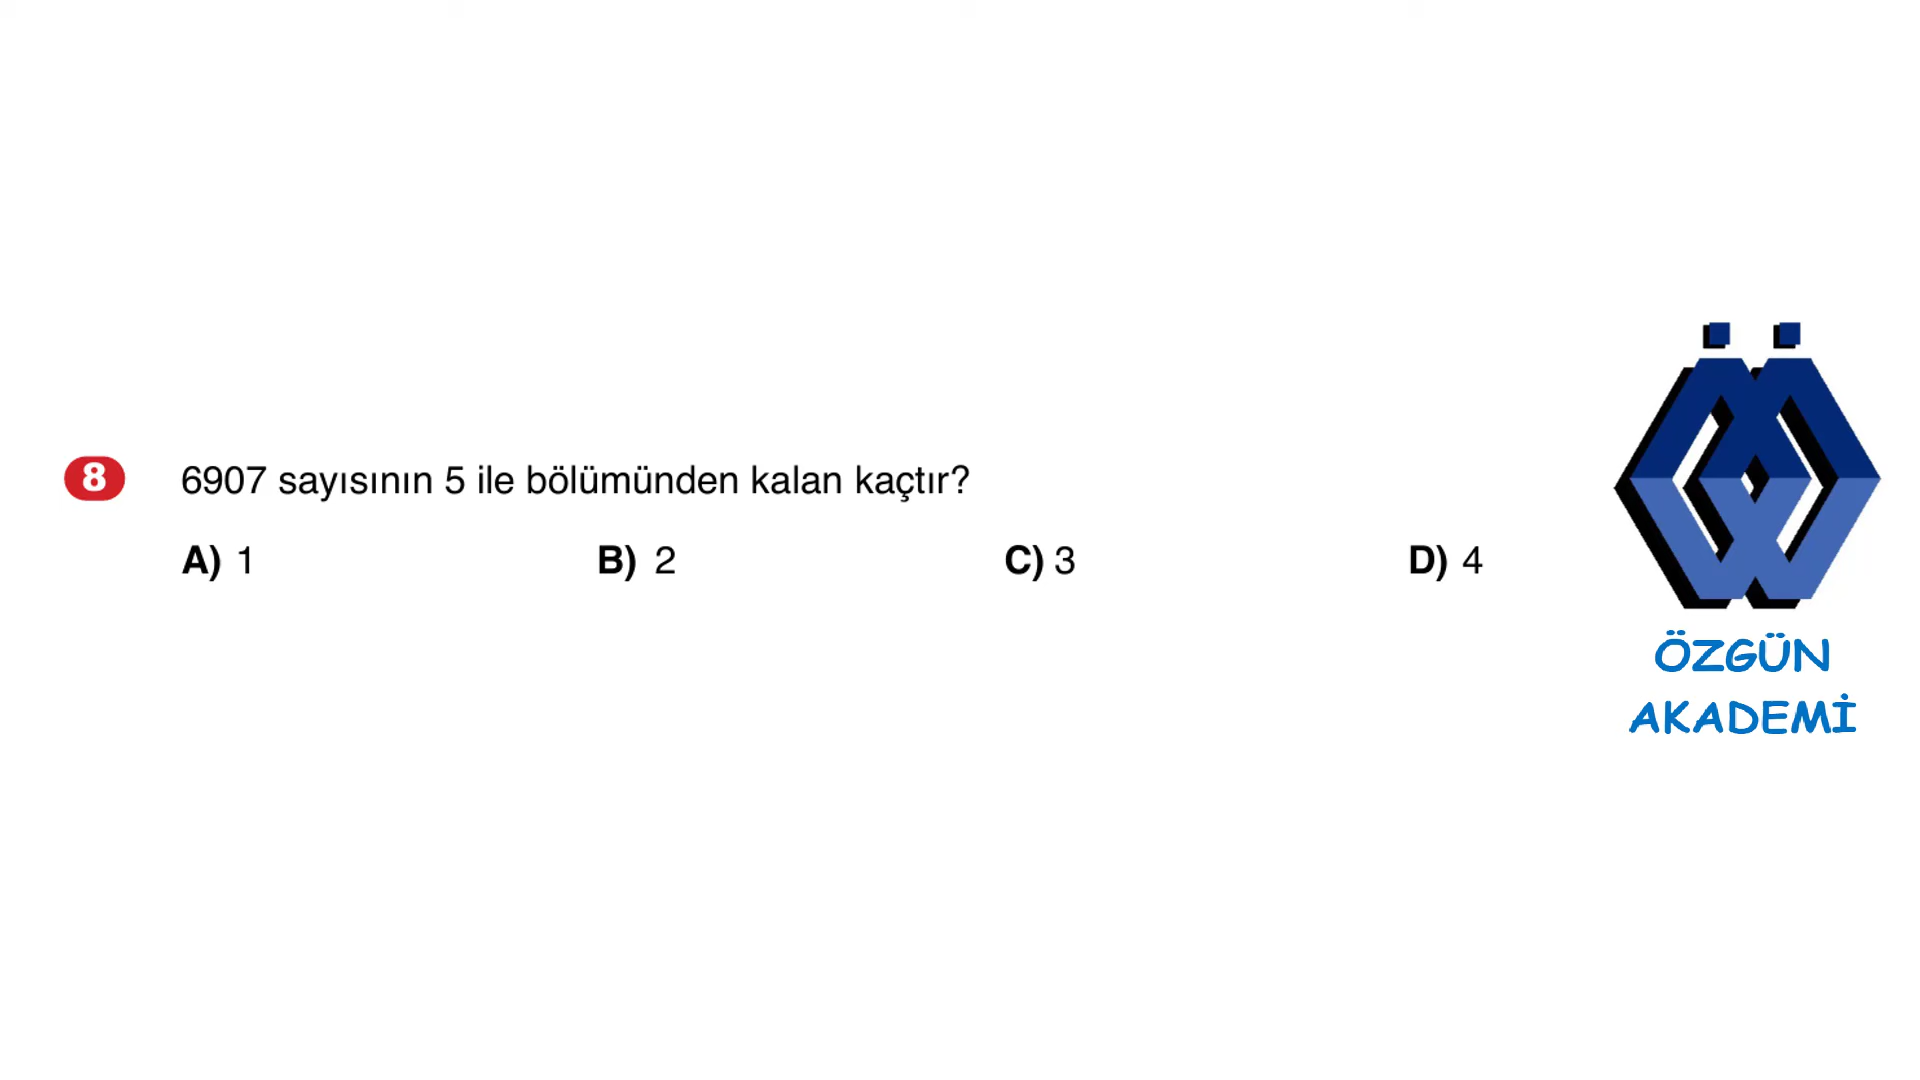 8 6907 sayısının 5 ile bölümünden kalan kaçtır?
A) 1 B) 2 C) 3 D) 4
ÖZGÜN
AKADEMİ